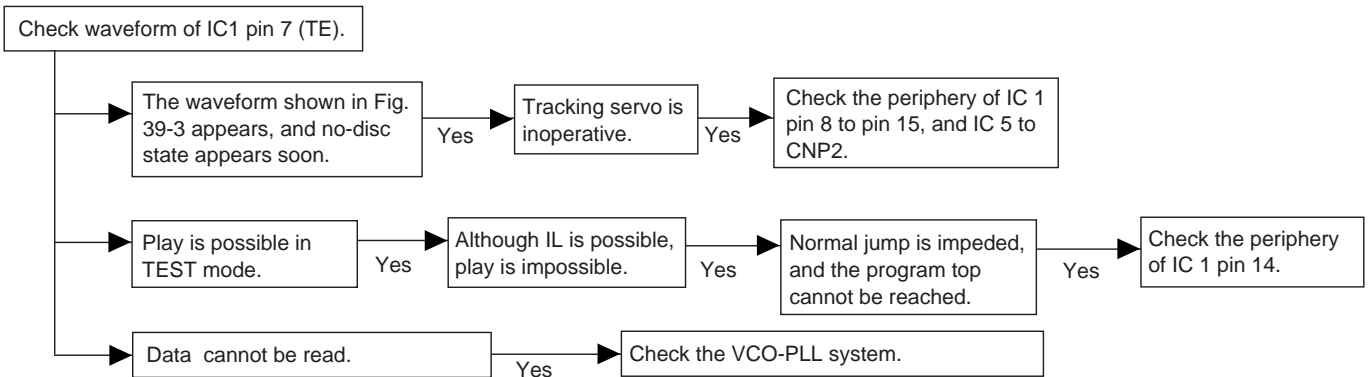 Check waveform of IC1 pin 7 (TE).
The waveform shown in Fig.
39-3 appears, and no-disc
state appears soon.
Yes
Tracking servo is
inoperative.
Yes
Check the periphery of IC 1
pin 8 to pin 15, and IC 5 to
CNP2.
Play is possible in
TEST mode.
Yes
Although IL is possible,
play is impossible.
Yes
Normal jump is impeded,
and the program top
cannot be reached.
Yes
Check the periphery
of IC 1 pin 14.
Data cannot be read.
Yes
Check the VCO-PLL system.